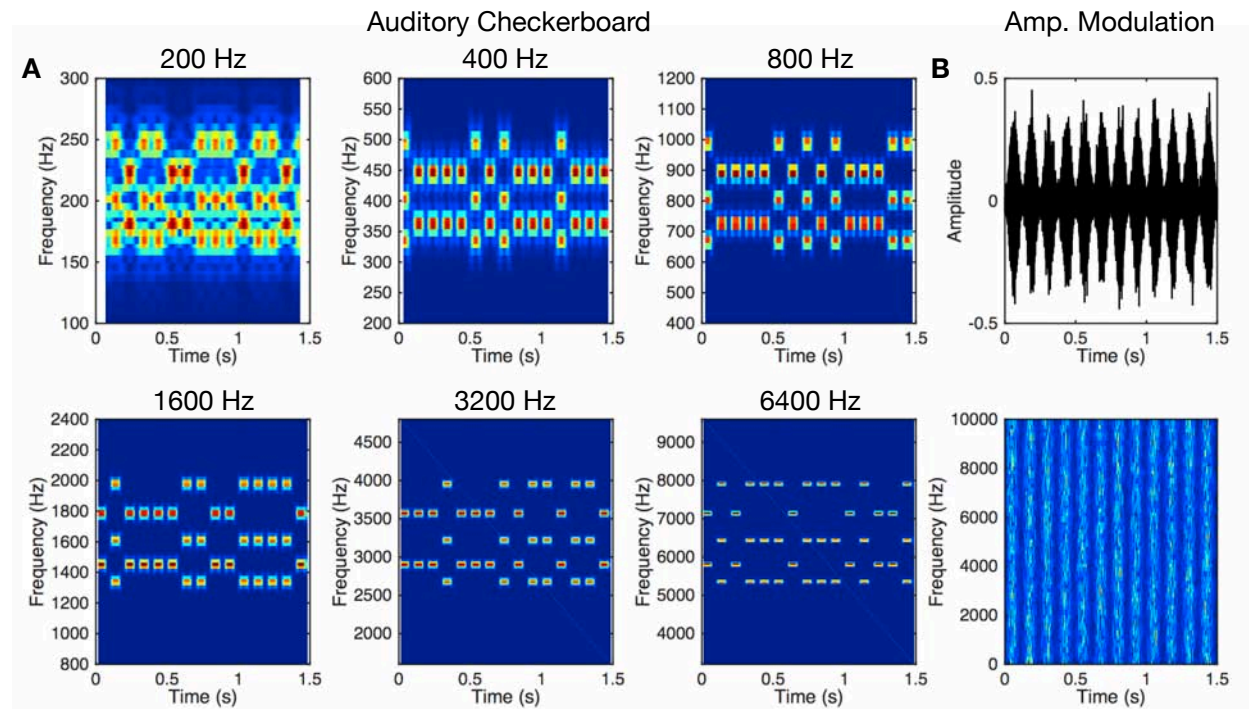 Auditory Checkerboard
Amp. Modulation
A
200 Hz
400 Hz
800 Hz
B
Frequency (Hz)
300
250
200
150
100
0 0.5 1 1.5
Time (s)
Frequency (Hz)
600
550
500
450
400
350
300
250
200
0 0.5 1 1.5
Time (s)
Frequency (Hz)
1200
1100
1000
900
800
700
600
500
400
0 0.5 1 1.5
Time (s)
Amplitude
0.5
0
-0.5
0 0.5 1 1.5
Time (s)
1600 Hz
3200 Hz
6400 Hz
Frequency (Hz)
2400
2200
2000
1800
1600
1400
1200
1000
800
0 0.5 1 1.5
Time (s)
Frequency (Hz)
4500
4000
3500
3000
2500
2000
0 0.5 1 1.5
Time (s)
Frequency (Hz)
9000
8000
7000
6000
5000
4000
0 0.5 1 1.5
Time (s)
Frequency (Hz)
10000
8000
6000
4000
2000
0
0 0.5 1 1.5
Time (s)